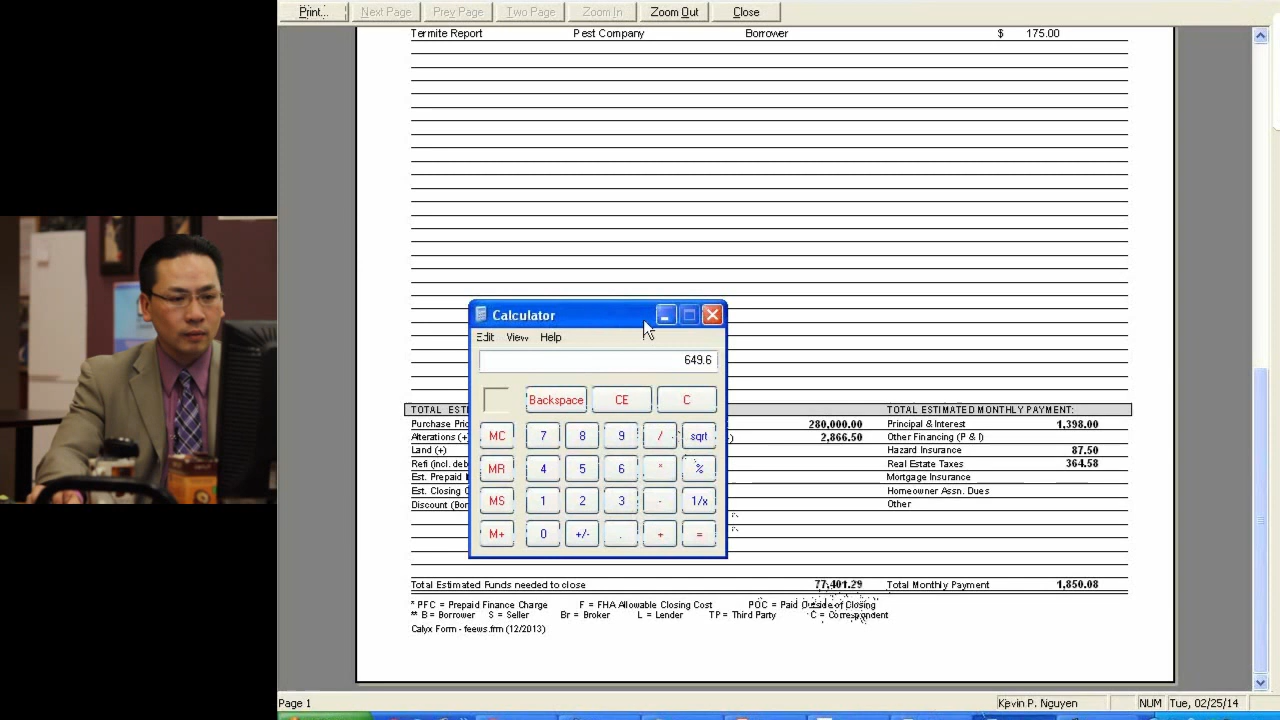 Print... Next Page Prev Page Two Page Zoom In Zoom Out Close
Termite Report Pest Company Borrower $ 175.00
Calculator
Edit View Help
649.6
Backspace CE C
MC 7 8 9 / sqrt
MR 4 5 6 * %
MS 1 2 3 - 1/x
M+ 0 +/- . + =
TOTAL EST
Purchase Pric 280,000.00
Alterations (+ ) 2,866.50
Land (+)
Refi (incl. deb
Est. Prepaid I
Est. Closing C
Discount (Bor
Total Estimated Funds needed to close 77,401.29
TOTAL ESTIMATED MONTHLY PAYMENT:
Principal & Interest 1,398.00
Other Financing (P & I)
Hazard Insurance 87.50
Real Estate Taxes 364.58
Mortgage Insurance
Homeowner Assn. Dues
Other
Total Monthly Payment 1,850.08
* PFC = Prepaid Finance Charge F = FHA Allowable Closing Cost POC = Paid Outside of Closing
** B = Borrower S = Seller Br = Broker L = Lender TP = Third Party C = Correspondent
Calyx Form - feews.frm (12/2013)
Page 1 Kevin P. Nguyen NUM Tue, 02/25/14